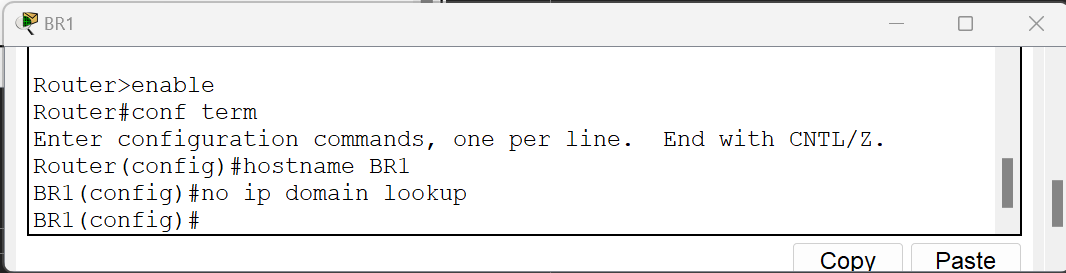 BR1
Router>enable
Router#conf term
Enter configuration commands, one per line.  End with CNTL/Z.
Router(config)#hostname BR1
BR1(config)#no ip domain lookup
BR1(config)#
Copy
Paste